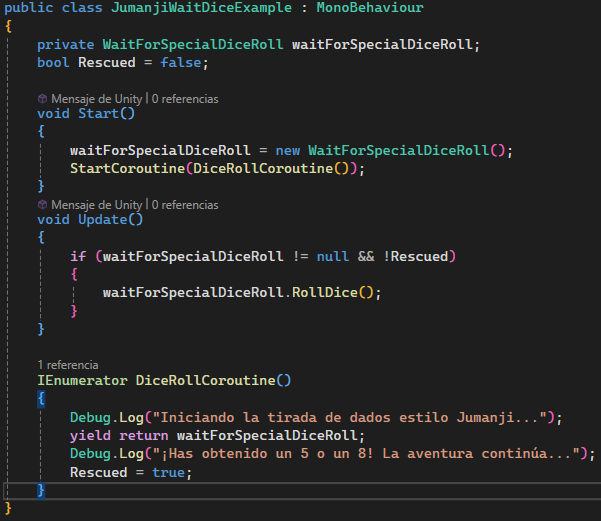 public class JumanjiWaitDiceExample : MonoBehaviour
{
    private WaitForSpecialDiceRoll waitForSpecialDiceRoll;
    bool Rescued = false;

    Mensaje de Unity | 0 referencias
    void Start()
    {
        waitForSpecialDiceRoll = new WaitForSpecialDiceRoll();
        StartCoroutine(DiceRollCoroutine());
    }
    Mensaje de Unity | 0 referencias
    void Update()
    {
        if (waitForSpecialDiceRoll != null && !Rescued)
        {
            waitForSpecialDiceRoll.RollDice();
        }
    }

    1 referencia
    IEnumerator DiceRollCoroutine()
    {
        Debug.Log("Iniciando la tirada de dados estilo Jumanji...");
        yield return waitForSpecialDiceRoll;
        Debug.Log("¡Has obtenido un 5 o un 8! La aventura continúa...");
        Rescued = true;
    }
}